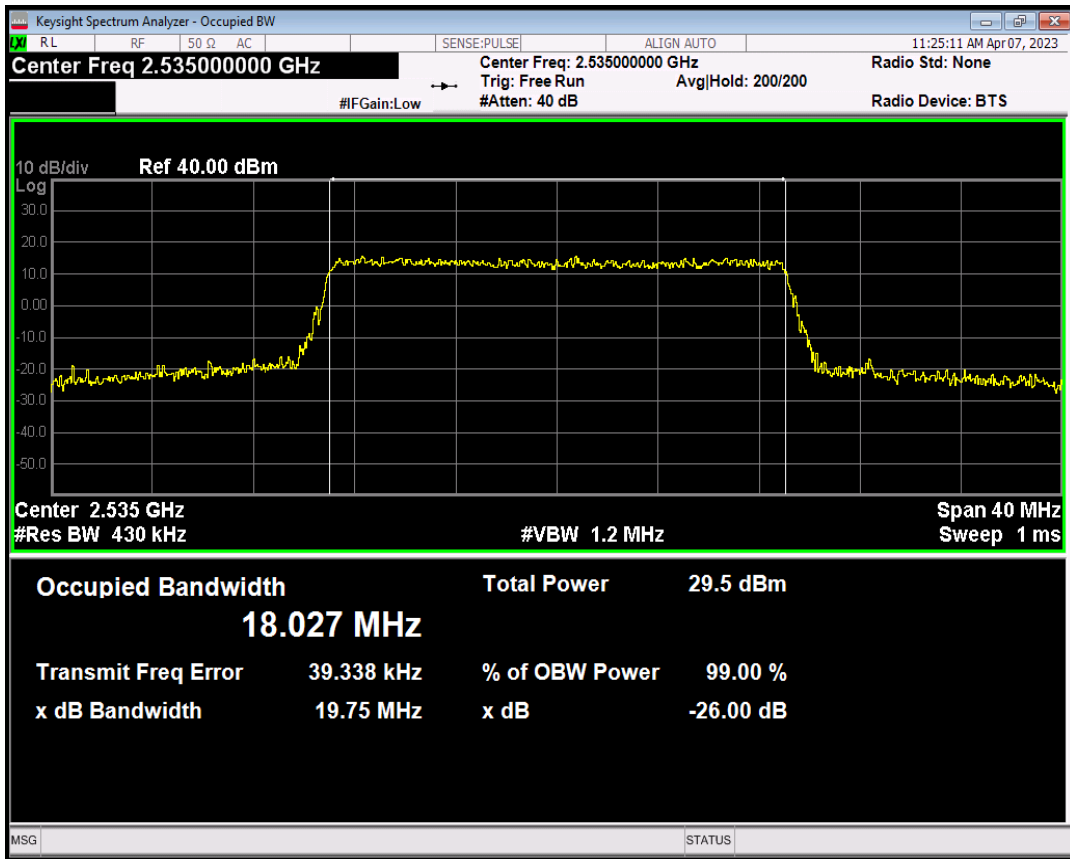 Keysight Spectrum Analyzer - Occupied BW
LXI RL RF 50 Ω AC SENSE:PULSE ALIGN AUTO 11:25:11 AM Apr 07, 2023
Center Freq 2.535000000 GHz Center Freq: 2.535000000 GHz Radio Std: None
Trig: Free Run Avg|Hold: 200/200
#IFGain:Low #Atten: 40 dB Radio Device: BTS
10 dB/div Ref 40.00 dBm
Log
30.0
20.0
10.0
0.00
-10.0
-20.0
-30.0
-40.0
-50.0
Center 2.535 GHz Span 40 MHz
#Res BW 430 kHz #VBW 1.2 MHz Sweep 1 ms
Occupied Bandwidth Total Power 29.5 dBm
18.027 MHz
Transmit Freq Error 39.338 kHz % of OBW Power 99.00 %
x dB Bandwidth 19.75 MHz x dB -26.00 dB
MSG STATUS